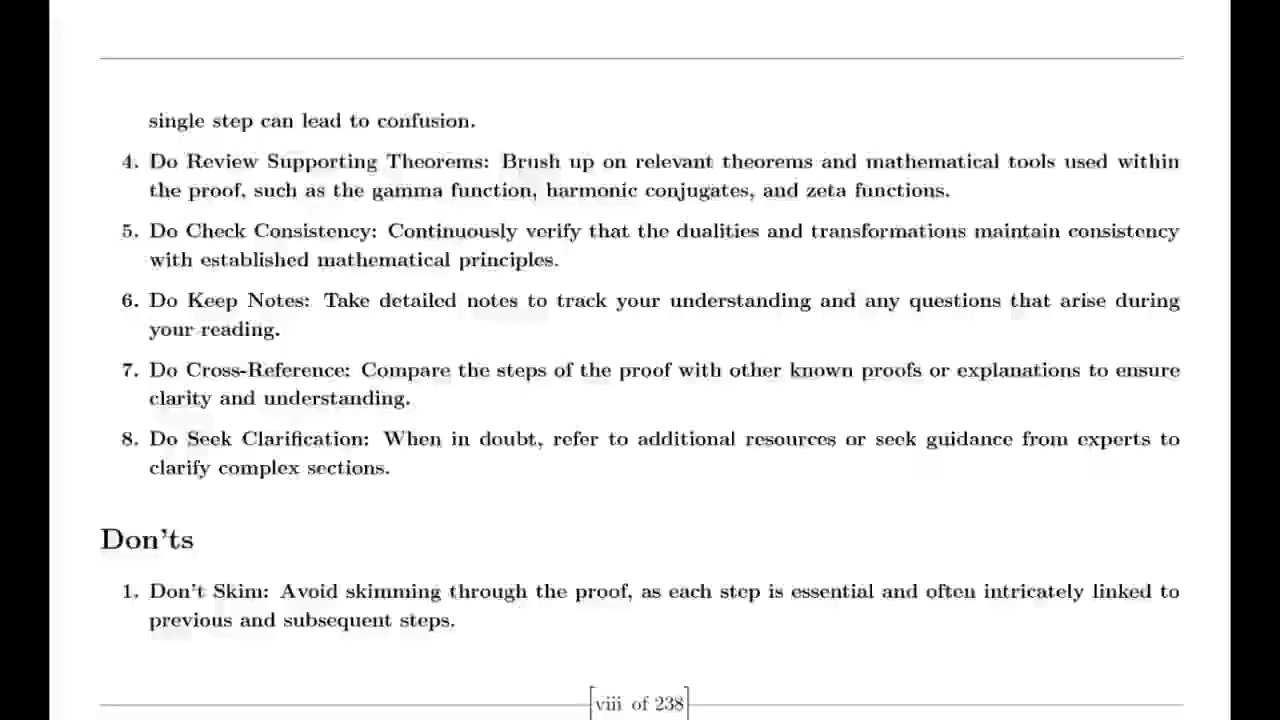 single step can lead to confusion.
4. Do Review Supporting Theorems: Brush up on relevant theorems and mathematical tools used within
the proof, such as the gamma function, harmonic conjugates, and zeta functions.
5. Do Check Consistency: Continuously verify that the dualities and transformations maintain consistency
with established mathematical principles.
6. Do Keep Notes: Take detailed notes to track your understanding and any questions that arise during
your reading.
7. Do Cross-Reference: Compare the steps of the proof with other known proofs or explanations to ensure
clarity and understanding.
8. Do Seek Clarification: When in doubt, refer to additional resources or seek guidance from experts to
clarify complex sections.
Don'ts
1. Don't Skim: Avoid skimming through the proof, as each step is essential and often intricately linked to
previous and subsequent steps.
viii of 238